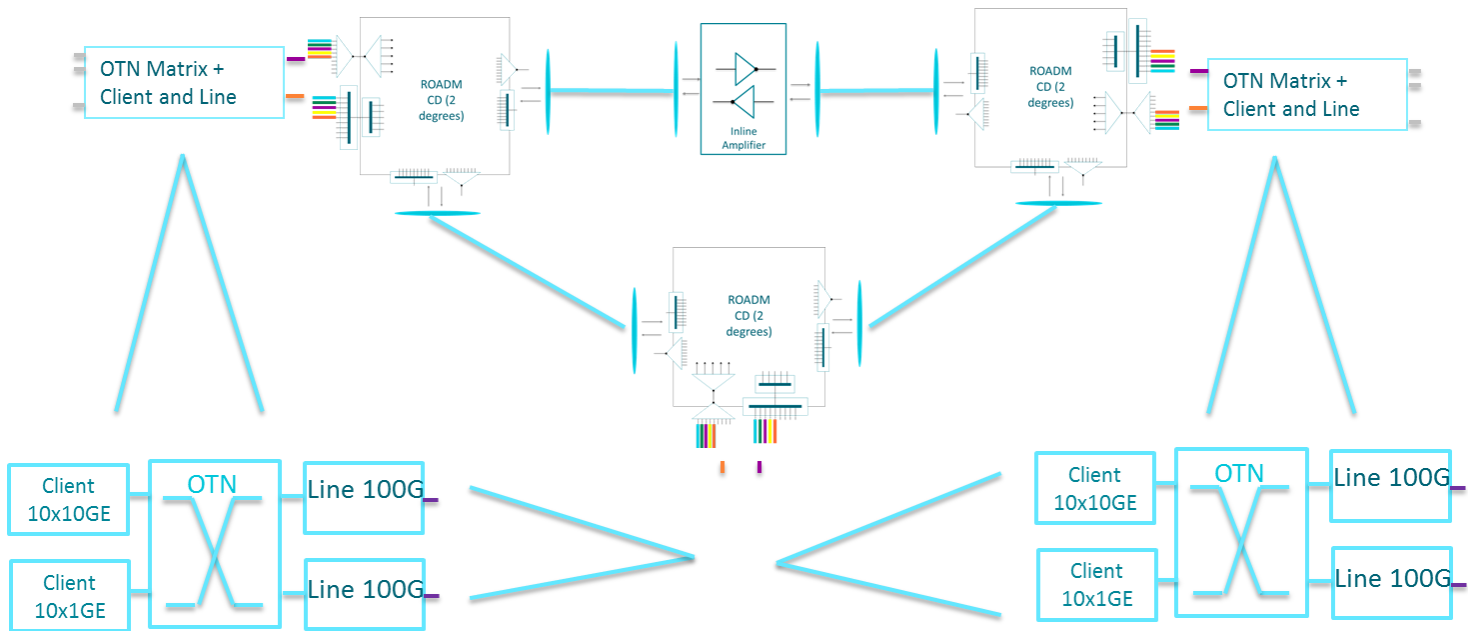 OTN Matrix +
Client and Line
ROADM
CD (2
degrees)
Inline
Amplifier
ROADM
CD (2
degrees)
OTN Matrix +
Client and Line
ROADM
CD (2
degrees)
Client
10x10GE
OTN
Line 100G
Client
10x1GE
Line 100G
Client
10x10GE
OTN
Line 100G
Client
10x1GE
Line 100G